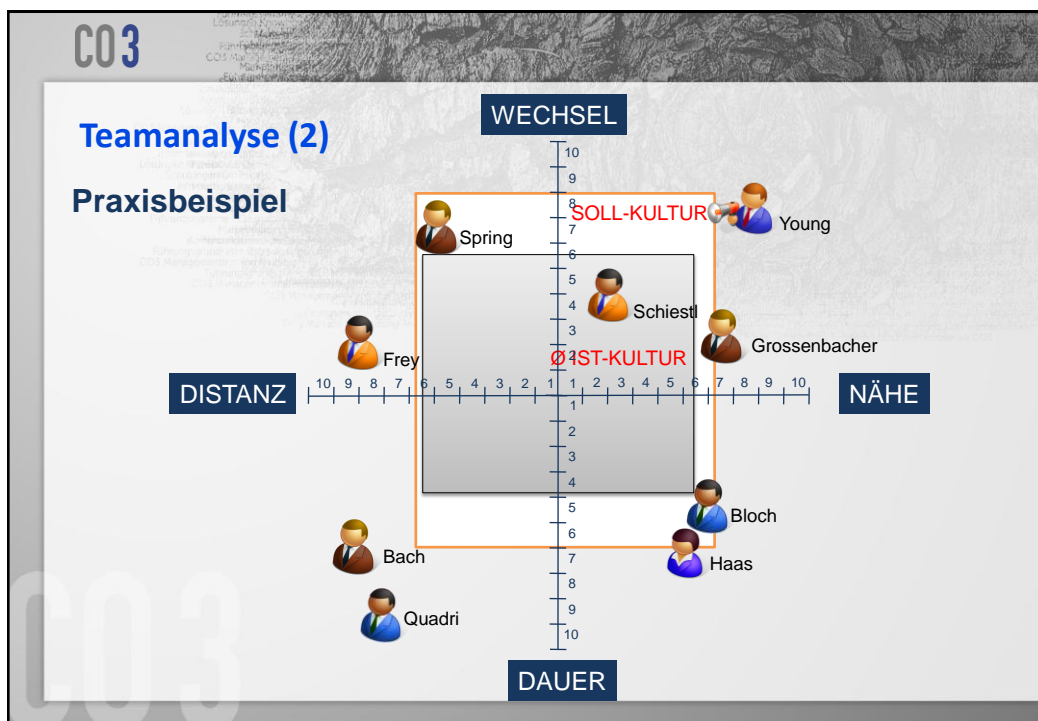 CO3
Teamanalyse (2)
Praxisbeispiel
WECHSEL
10
9
8
7
6
5
4
3
2
1
SOLL-KULTUR
Young
Spring
Schiestl
Grossenbacher
Frey
Ø IST-KULTUR
DISTANZ
10 9 8 7 6 5 4 3 2 1 1 2 3 4 5 6 7 8 9 10
NÄHE
1
2
3
4
5
6
7
8
9
10
Bloch
Bach
Haas
Quadri
DAUER
CO3